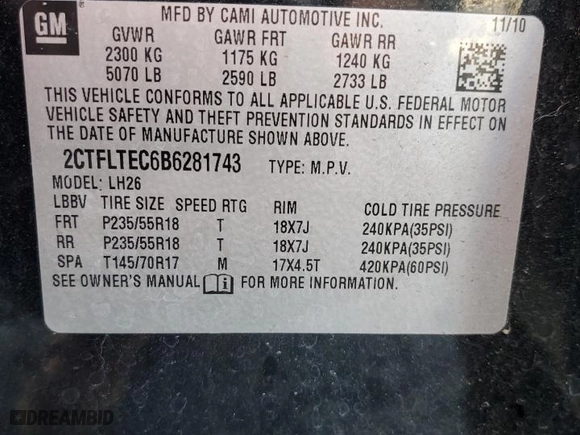 GM
MFD BY CAMI AUTOMOTIVE INC. 11/10
GVWR GAWR FRT GAWR RR
2300 KG 1175 KG 1240 KG
5070 LB 2590 LB 2733 LB
THIS VEHICLE CONFORMS TO ALL APPLICABLE U.S. FEDERAL MOTOR
VEHICLE SAFETY AND THEFT PREVENTION STANDARDS IN EFFECT ON
THE DATE OF MANUFACTURE SHOWN ABOVE.
2CTFLTEC6B6281743 TYPE: M.P.V.
MODEL: LH26
LBBV TIRE SIZE SPEED RTG RIM COLD TIRE PRESSURE
FRT P235/55R18 T 18X7J 240KPA(35PSI)
RR P235/55R18 T 18X7J 240KPA(35PSI)
SPA T145/70R17 M 17X4.5T 420KPA(60PSI)
SEE OWNER'S MANUAL i FOR MORE INFORMATION.
DREAMBID